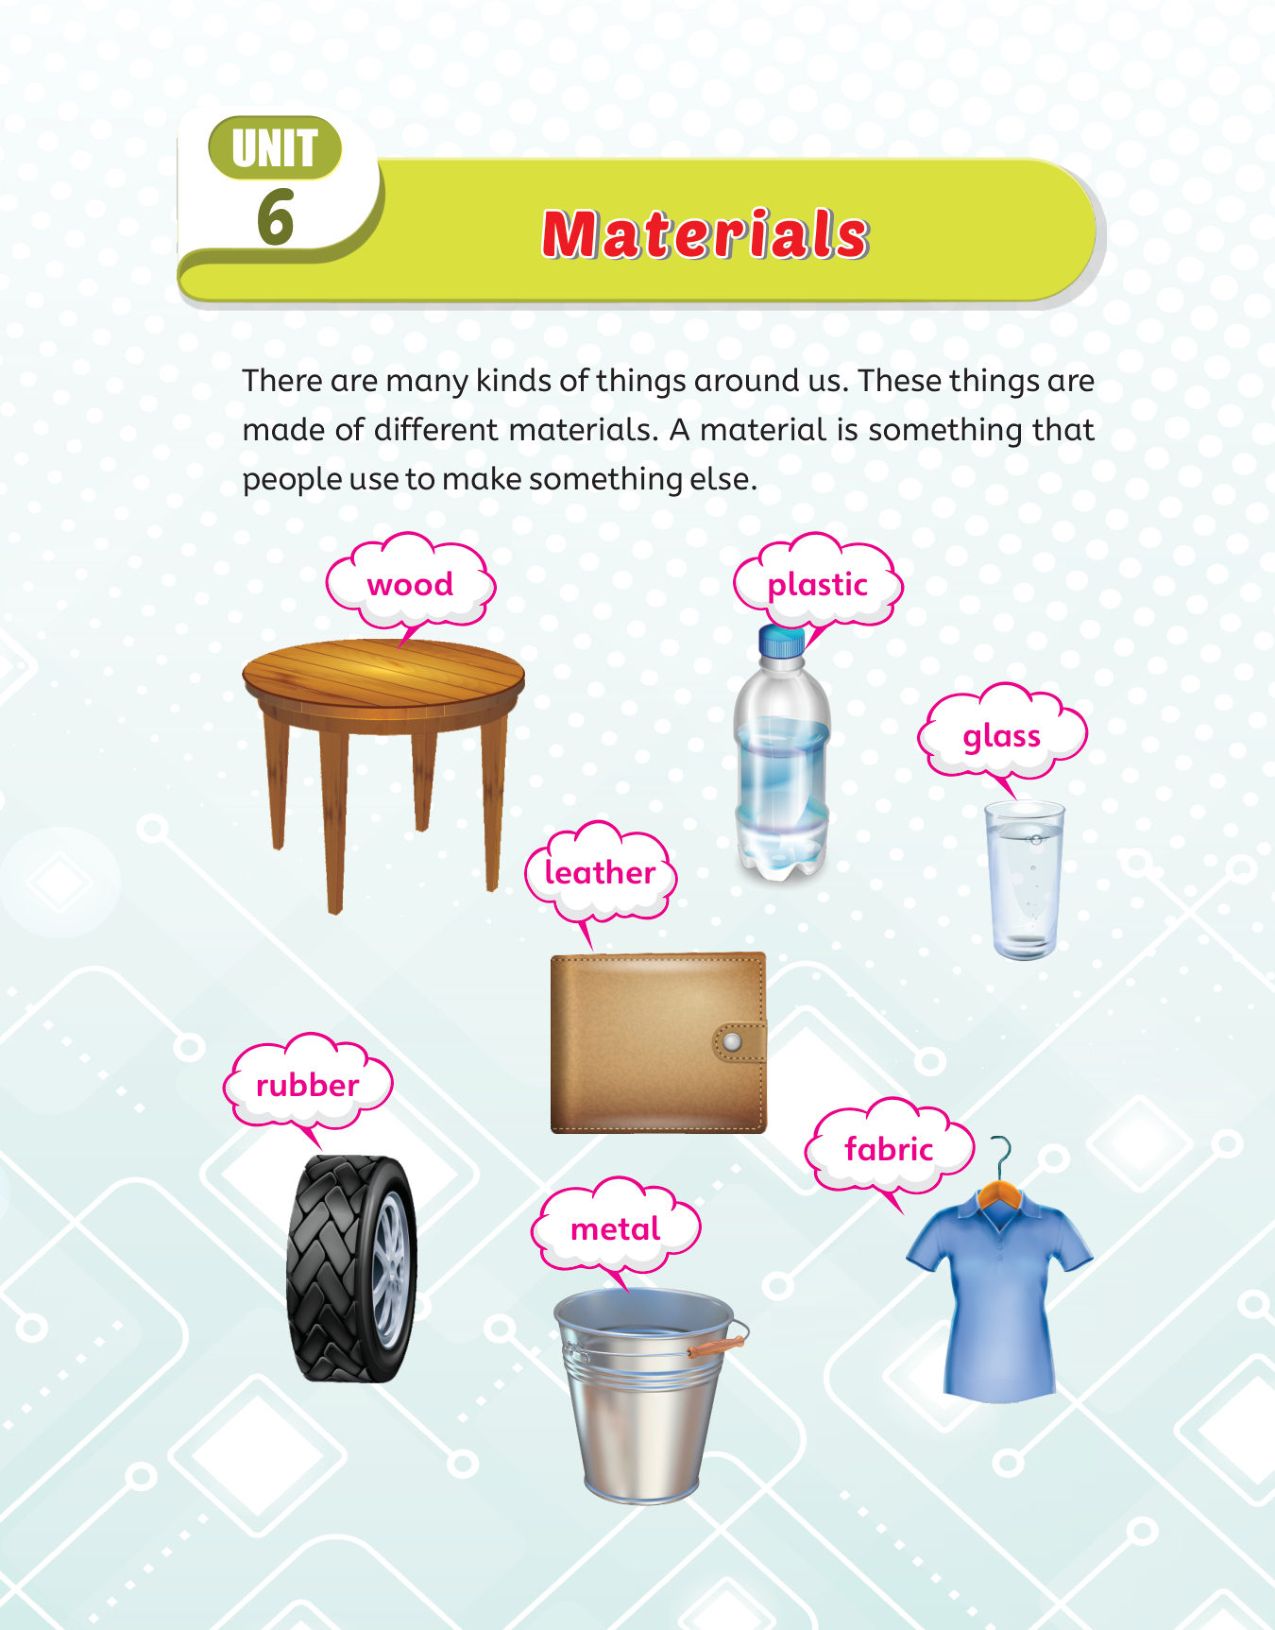 UNIT
6
Materials
There are many kinds of things around us. These things are
made of different materials. A material is something that
people use to make something else.
wood
plastic
glass
leather
rubber
fabric
metal